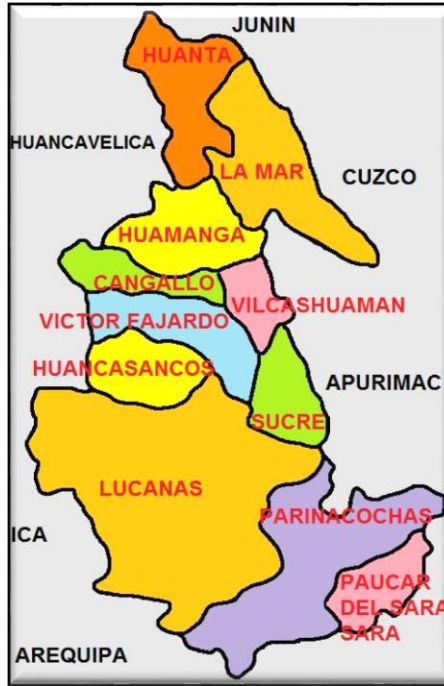 JUNIN
HUANTA
HUANCAVELICA
LA MAR
CUZCO
HUAMANGA
CANGALLO
VILCASHUAMAN
VICTOR FAJARDO
HUANCASANCOS
APURIMAC
SUCRE
LUCANAS
PARINACOCHAS
ICA
PAUCAR
DEL SARA
SARA
AREQUIPA